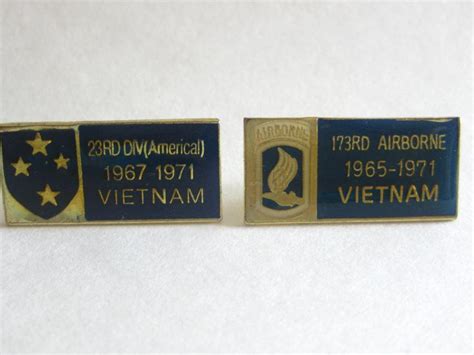 23RD DIV(Americal)
1967-1971
VIETNAM
AIRBORNE
173RD AIRBORNE
1965-1971
VIETNAM